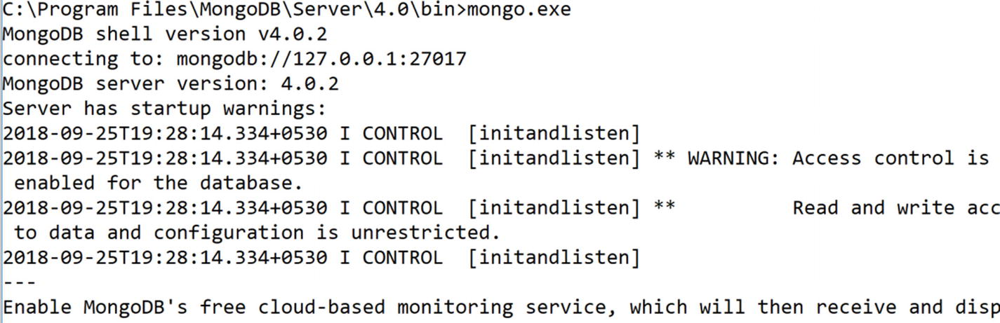 C:\Program Files\MongoDB\Server\4.0\bin>mongo.exe
MongoDB shell version v4.0.2
connecting to: mongodb://127.0.0.1:27017
MongoDB server version: 4.0.2
Server has startup warnings:
2018-09-25T19:28:14.334+0530 I CONTROL  [initandlisten]
2018-09-25T19:28:14.334+0530 I CONTROL  [initandlisten] ** WARNING: Access control is
 enabled for the database.
2018-09-25T19:28:14.334+0530 I CONTROL  [initandlisten] **          Read and write acc
 to data and configuration is unrestricted.
2018-09-25T19:28:14.334+0530 I CONTROL  [initandlisten]
---
Enable MongoDB's free cloud-based monitoring service, which will then receive and disp